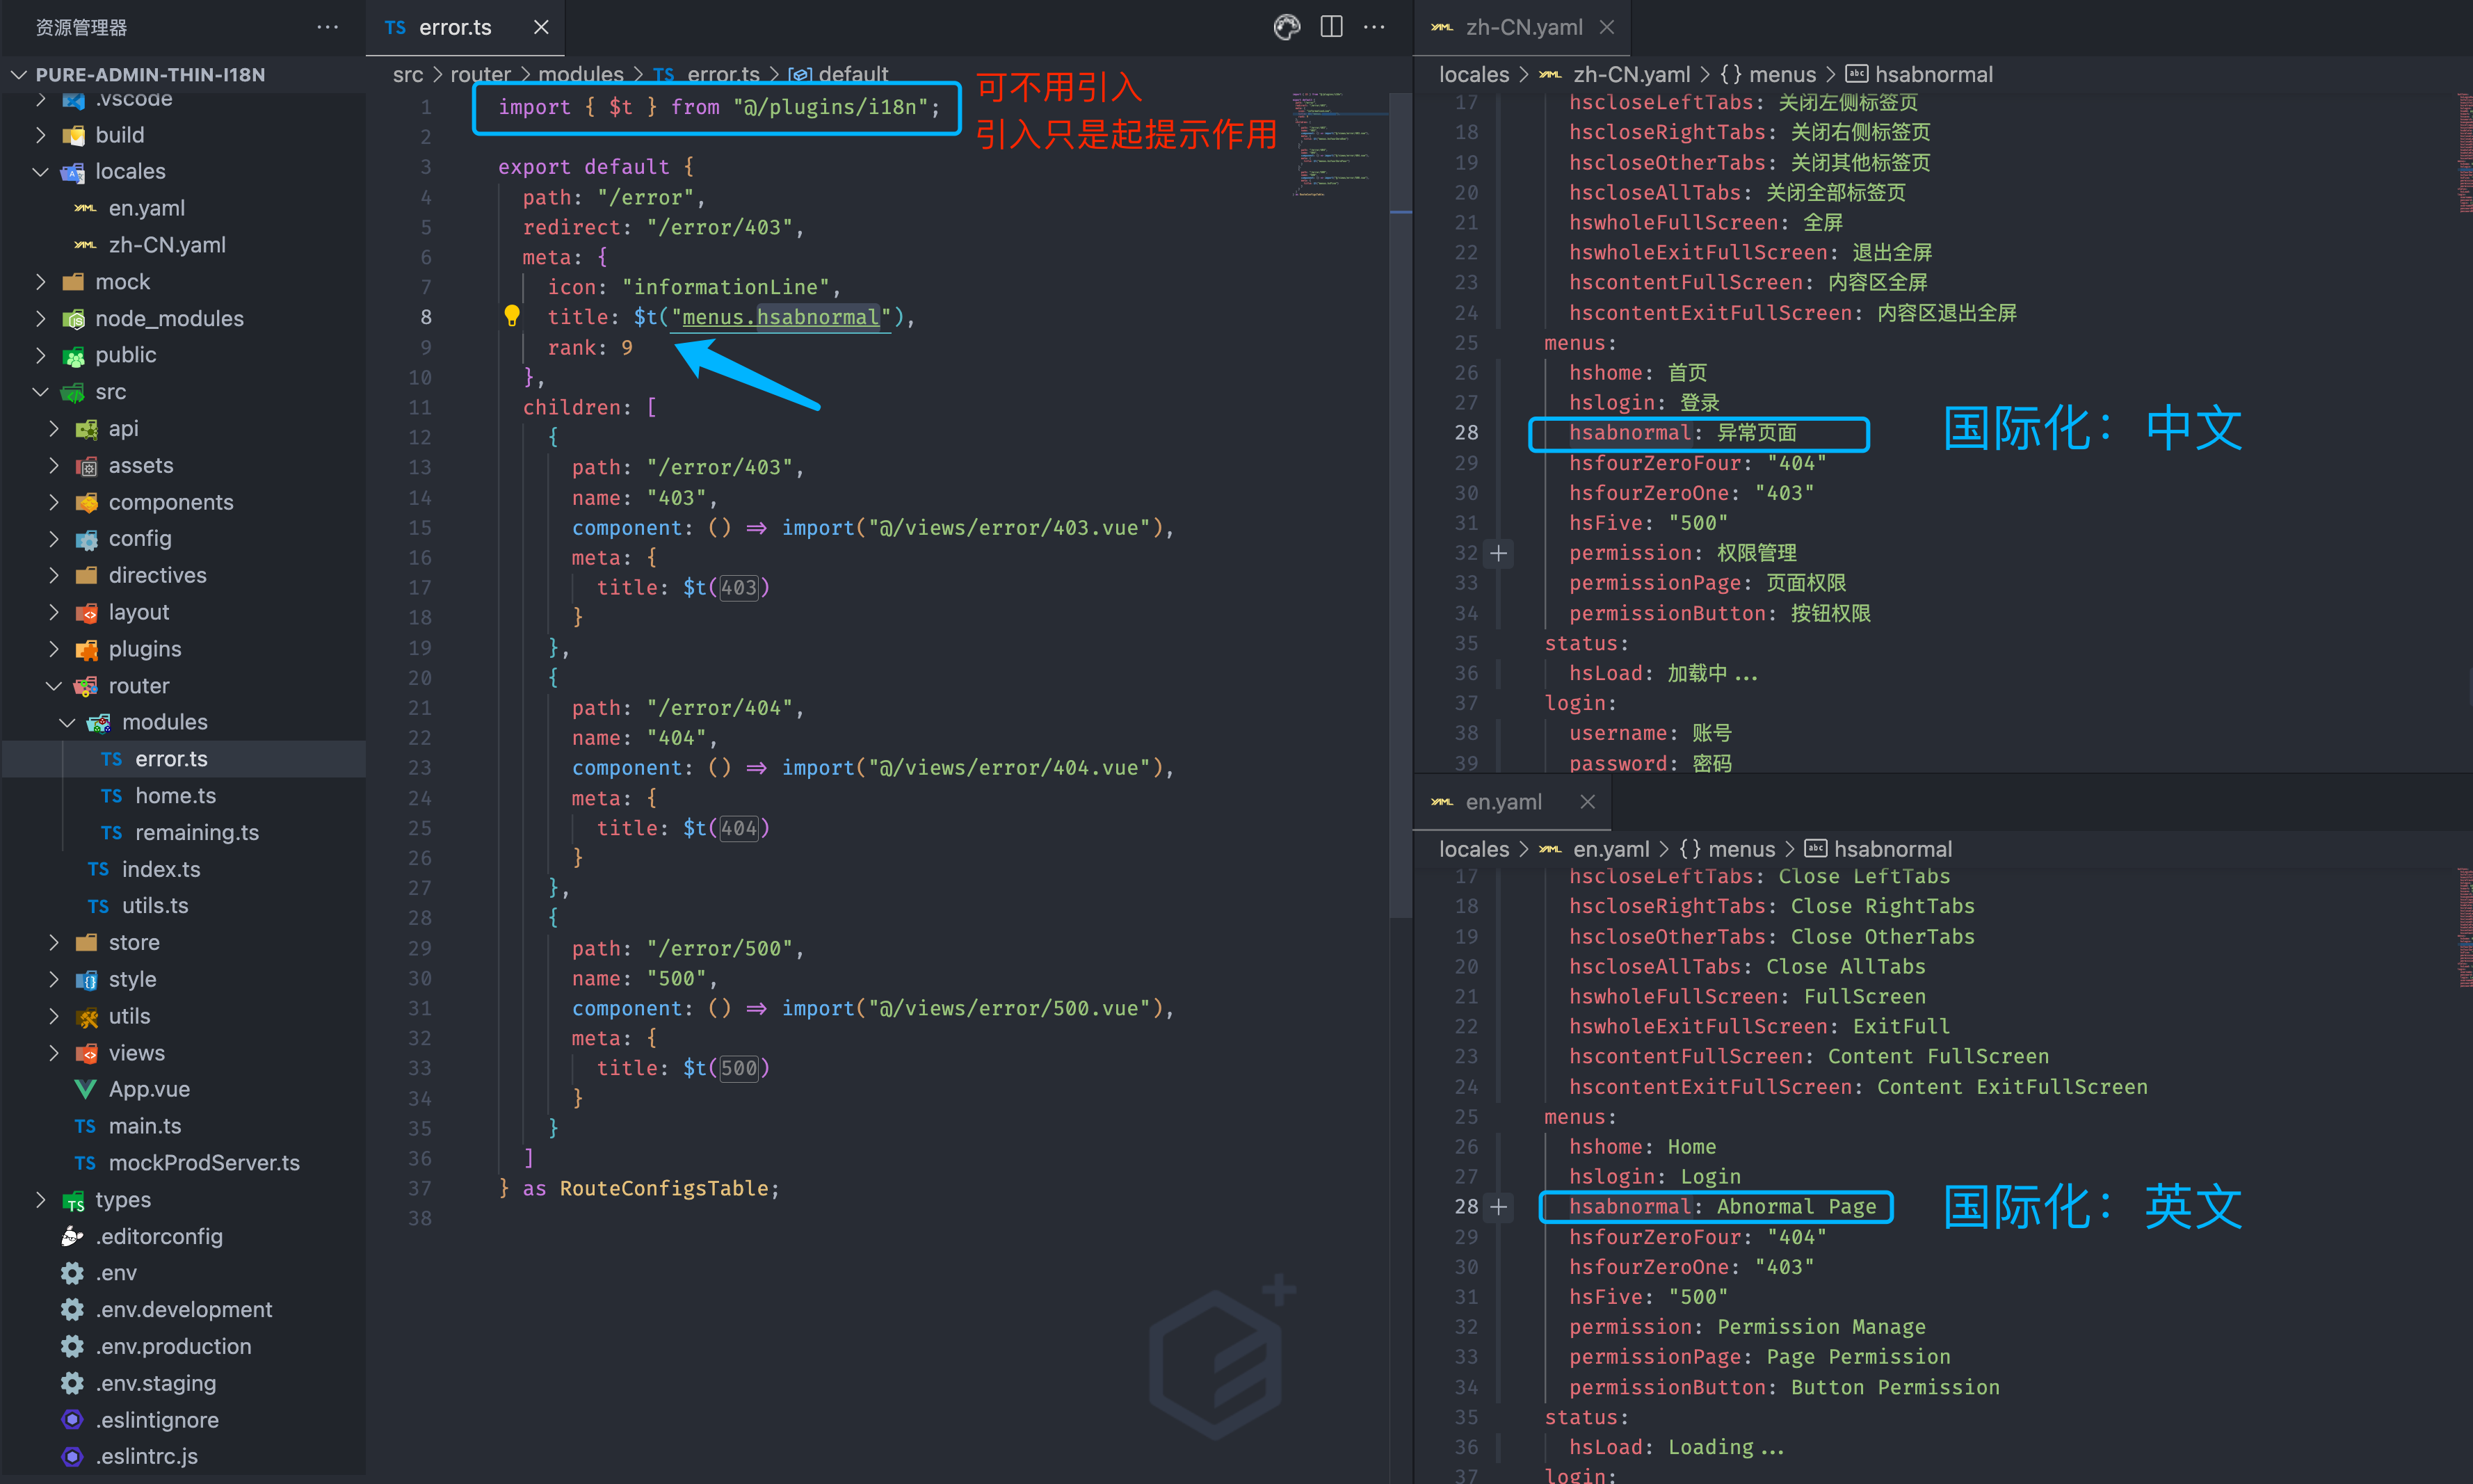 资源管理器
PURE-ADMIN-THIN-I18N
.vscode
build
locales
en.yaml
zh-CN.yaml
mock
node_modules
public
src
api
assets
components
config
directives
layout
plugins
router
modules
TS error.ts
TS home.ts
TS remaining.ts
TS index.ts
TS utils.ts
store
style
utils
views
App.vue
TS main.ts
TS mockProdServer.ts
types
.editorconfig
.env
.env.development
.env.production
.env.staging
.eslintignore
.eslintrc.js
TS error.ts
src > router > modules > TS error.ts > default
可不用引入
引入只是起提示作用
1 import { $t } from "@/plugins/i18n";
2
3 export default {
4 path: "/error",
5 redirect: "/error/403",
6 meta: {
7 icon: "informationLine",
8 title: $t("menus.hsabnormal"),
9 rank: 9
10 },
11 children: [
12 {
13 path: "/error/403",
14 name: "403",
15 component: () => import("@/views/error/403.vue"),
16 meta: {
17 title: $t(403)
18 }
19 },
20 {
21 path: "/error/404",
22 name: "404",
23 component: () => import("@/views/error/404.vue"),
24 meta: {
25 title: $t(404)
26 }
27 },
28 {
29 path: "/error/500",
30 name: "500",
31 component: () => import("@/views/error/500.vue"),
32 meta: {
33 title: $t(500)
34 }
35 }
36 ]
37 } as RouteConfigsTable;
38
zh-CN.yaml
locales > zh-CN.yaml > {} menus > abc hsabnormal
17 hscloseLeftTabs: 关闭左侧标签页
18 hscloseRightTabs: 关闭右侧标签页
19 hscloseOtherTabs: 关闭其他标签页
20 hscloseAllTabs: 关闭全部标签页
21 hswholeFullScreen: 全屏
22 hswholeExitFullScreen: 退出全屏
23 hscontentFullScreen: 内容区全屏
24 hscontentExitFullScreen: 内容区退出全屏
25 menus:
26 hshome: 首页
27 hslogin: 登录
28 hsabnormal: 异常页面
国际化：中文
29 hsfourZeroFour: "404"
30 hsfourZeroOne: "403"
31 hsFive: "500"
32 permission: 权限管理
33 permissionPage: 页面权限
34 permissionButton: 按钮权限
35 status:
36 hsLoad: 加载中...
37 login:
38 username: 账号
39 password: 密码
en.yaml
locales > en.yaml > {} menus > abc hsabnormal
17 hscloseLeftTabs: Close LeftTabs
18 hscloseRightTabs: Close RightTabs
19 hscloseOtherTabs: Close OtherTabs
20 hscloseAllTabs: Close AllTabs
21 hswholeFullScreen: FullScreen
22 hswholeExitFullScreen: ExitFull
23 hscontentFullScreen: Content FullScreen
24 hscontentExitFullScreen: Content ExitFullScreen
25 menus:
26 hshome: Home
27 hslogin: Login
28 hsabnormal: Abnormal Page
国际化：英文
29 hsfourZeroFour: "404"
30 hsfourZeroOne: "403"
31 hsFive: "500"
32 permission: Permission Manage
33 permissionPage: Page Permission
34 permissionButton: Button Permission
35 status:
36 hsLoad: Loading...
37 login: